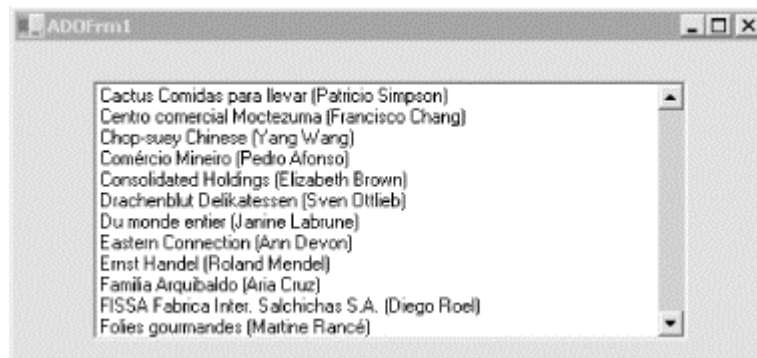 ADOFrm1
Cactus Comidas para llevar (Patricio Simpson)
Centro comercial Moctezuma (Francisco Chang)
Chop-suey Chinese (Yang Wang)
Comércio Mineiro (Pedro Afonso)
Consolidated Holdings (Elizabeth Brown)
Drachenblut Delikatessen (Sven Ottlieb)
Du monde entier (Janine Labrune)
Eastern Connection (Ann Devon)
Ernst Handel (Roland Mendel)
Familia Arquibaldo (Aria Cruz)
FISSA Fabrica Inter. Salchichas S.A. (Diego Roel)
Folies gourmandes (Martine Rancé)